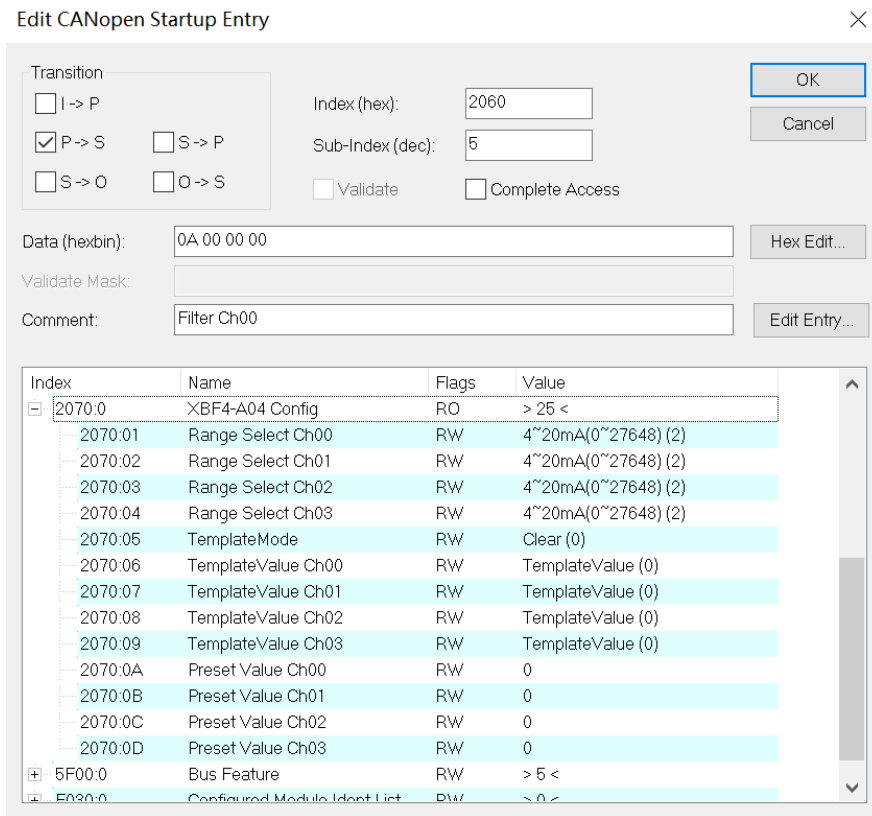 Edit CANopen Startup Entry
Transition
I -> P
P -> S
S -> P
S -> O
O -> S
Index (hex):
2060
Sub-Index (dec):
5
Validate
Complete Access
OK
Cancel
Data (hexbin):
0A 00 00 00
Hex Edit...
Validate Mask:
Comment:
Filter Ch00
Edit Entry...
Index Name Flags Value
2070:0 XBF4-A04 Config RO > 25 <
2070:01 Range Select Ch00 RW 4~20mA(0~27648) (2)
2070:02 Range Select Ch01 RW 4~20mA(0~27648) (2)
2070:03 Range Select Ch02 RW 4~20mA(0~27648) (2)
2070:04 Range Select Ch03 RW 4~20mA(0~27648) (2)
2070:05 TemplateMode RW Clear (0)
2070:06 TemplateValue Ch00 RW TemplateValue (0)
2070:07 TemplateValue Ch01 RW TemplateValue (0)
2070:08 TemplateValue Ch02 RW TemplateValue (0)
2070:09 TemplateValue Ch03 RW TemplateValue (0)
2070:0A Preset Value Ch00 RW 0
2070:0B Preset Value Ch01 RW 0
2070:0C Preset Value Ch02 RW 0
2070:0D Preset Value Ch03 RW 0
5F00:0 Bus Feature RW > 5 <
F030:0 Configured Module Ident List RW > 0 <